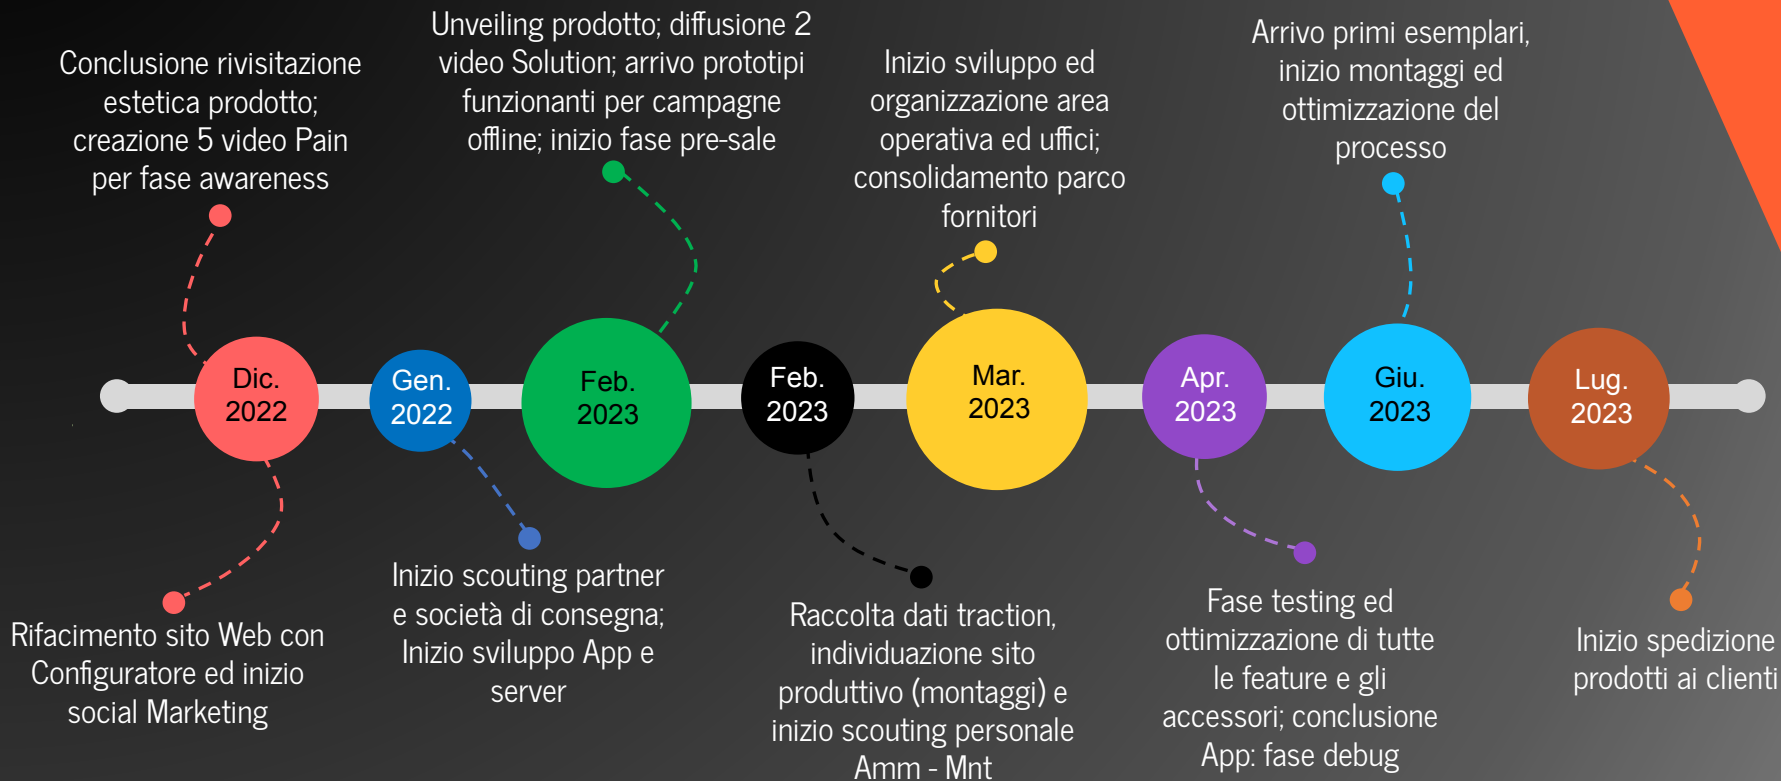 Conclusione rivisitazione
estetica prodotto;
creazione 5 video Pain
per fase awareness
Unveiling prodotto; diffusione 2
video Solution; arrivo prototipi
funzionanti per campagne
offline; inizio fase pre-sale
Inizio sviluppo ed
organizzazione area
operativa ed uffici;
consolidamento parco
fornitori
Arrivo primi esemplari,
inizio montaggi ed
ottimizzazione del
processo
Dic.
2022
Gen.
2022
Feb.
2023
Feb.
2023
Mar.
2023
Apr.
2023
Giu.
2023
Lug.
2023
Rifacimento sito Web con
Configuratore ed inizio
social Marketing
Inizio scouting partner
e società di consegna;
Inizio sviluppo App e
server
Raccolta dati traction,
individuazione sito
produttivo (montaggi) e
inizio scouting personale
Amm - Mnt
Fase testing ed
ottimizzazione di tutte
le feature e gli
accessori; conclusione
App: fase debug
Inizio spedizione
prodotti ai clienti